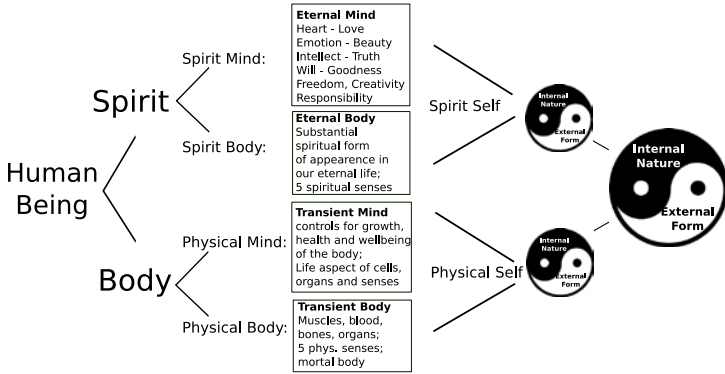 Human
Being
Spirit
Body
Spirit Mind:
Eternal Mind
Heart - Love
Emotion - Beauty
Intellect - Truth
Will - Goodness
Freedom, Creativity
Responsibility
Spirit Body:
Eternal Body
Substantial
spiritual form
of appearence in
our eternal life;
5 spiritual senses
Physical Mind:
Transient Mind
controls for growth,
health and wellbeing
of the body;
Life aspect of cells,
organs and senses
Physical Body:
Transient Body
Muscles, blood,
bones, organs;
5 phys. senses;
mortal body
Spirit Self
Physical Self
Internal
Nature
External
Form
Internal
Nature
External
Form
Internal
Nature
External
Form